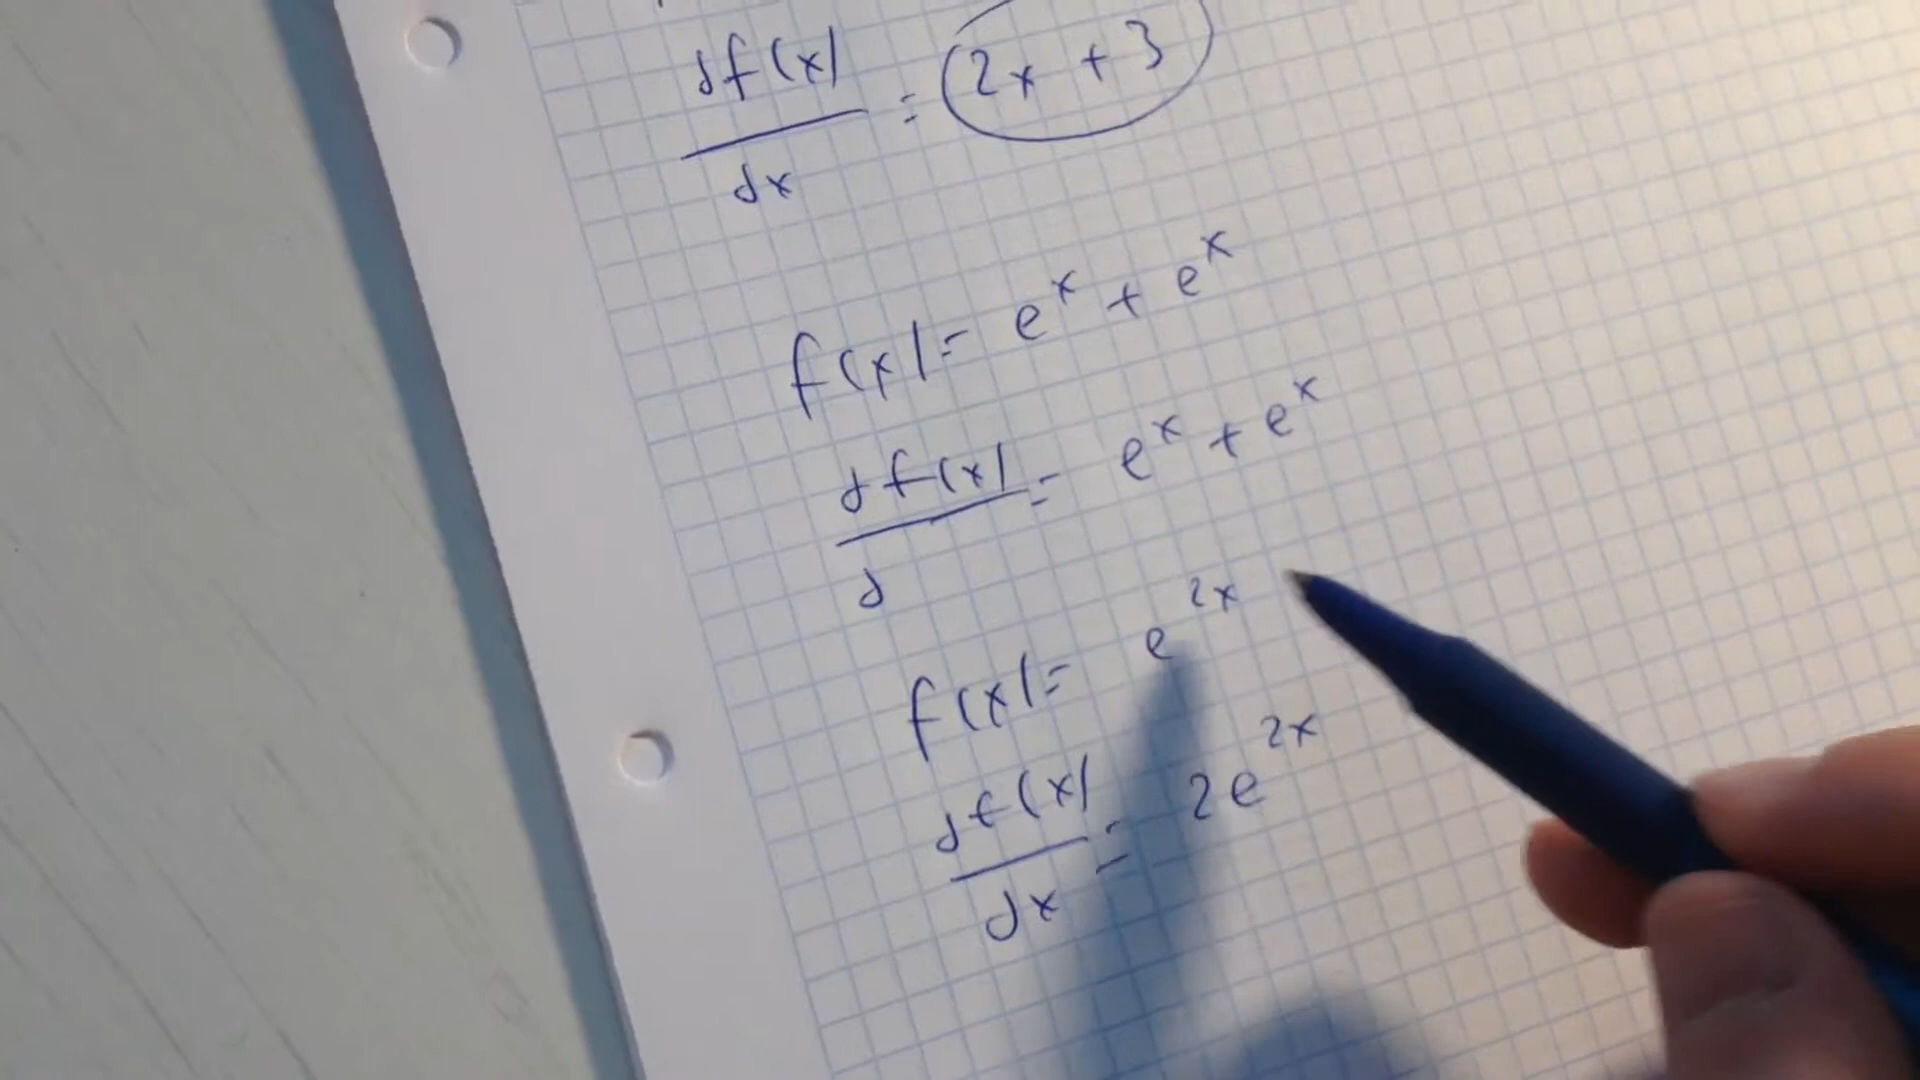 df(x)
= 2x + 3
dx
f(x) = e^x + e^x
df(x) = e^x + e^x
d
f(x) = e^2x
df(x)
= 2e^2x
dx